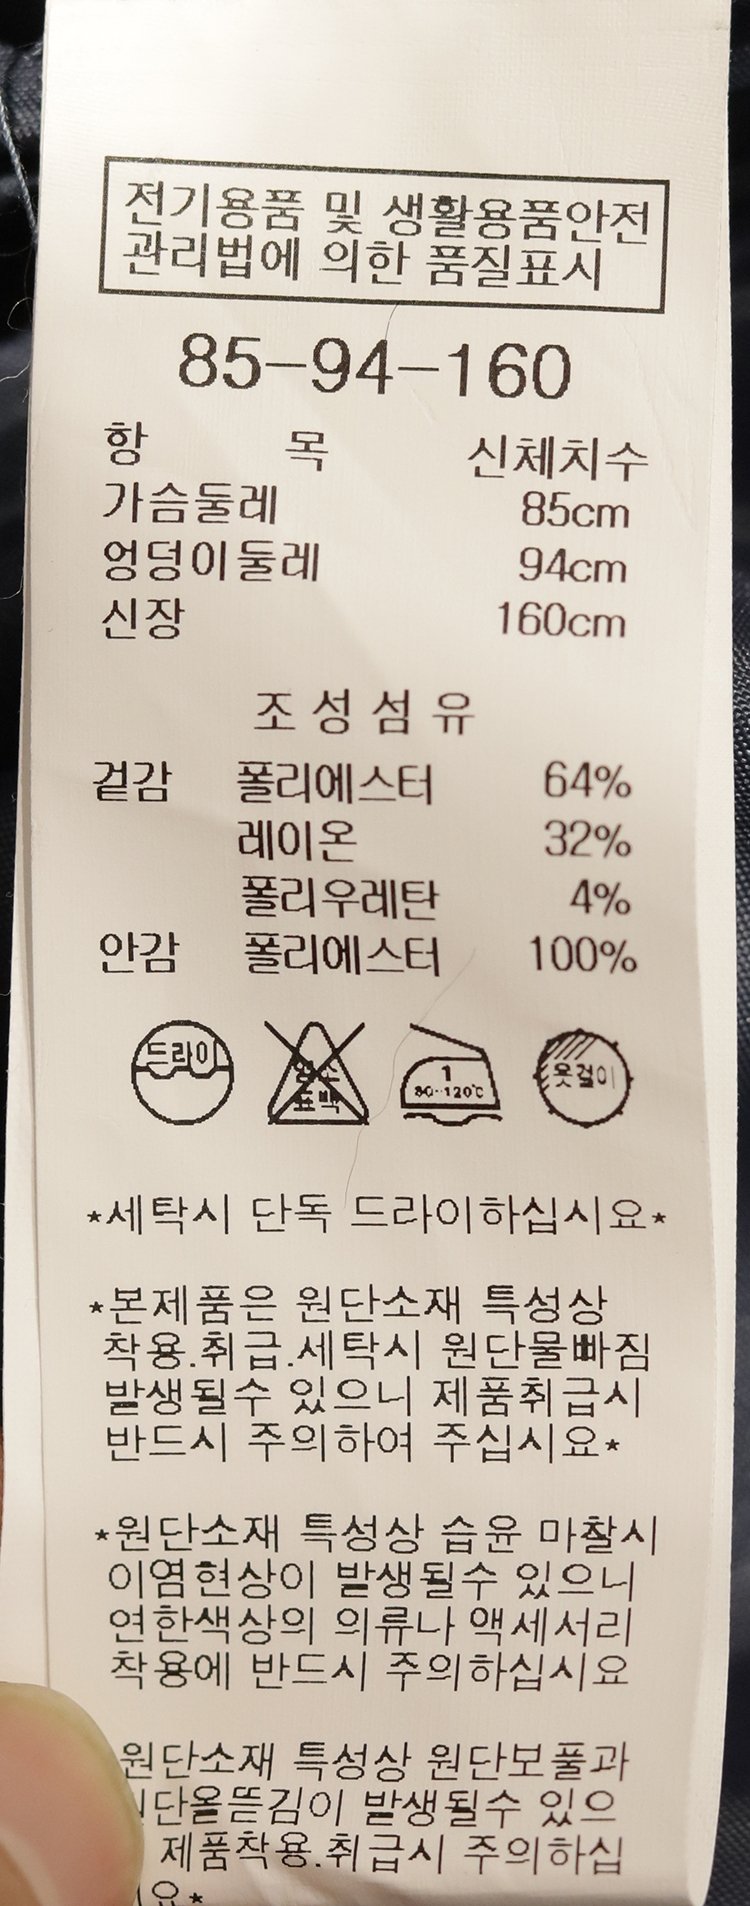 전기용품 및 생활용품안전
관리법에 의한 품질표시
85-94-160
항 목 신체치수
가슴둘레 85cm
엉덩이둘레 94cm
신장 160cm
조성섬유
겉감 폴리에스터 64%
레이온 32%
폴리우레탄 4%
안감 폴리에스터 100%
드라이
염소
표백
1
80~120℃
옷걸이
*세탁시 단독 드라이하십시요*
*본제품은 원단소재 특성상
착용.취급.세탁시 원단물빠짐
발생될수 있으니 제품취급시
반드시 주의하여 주십시요*
*원단소재 특성상 습윤 마찰시
이염현상이 발생될수 있으니
연한색상의 의류나 액세서리
착용에 반드시 주의하십시요
원단소재 특성상 원단보풀과
단올뜯김이 발생될수 있으
제품착용.취급시 주의하십
요*